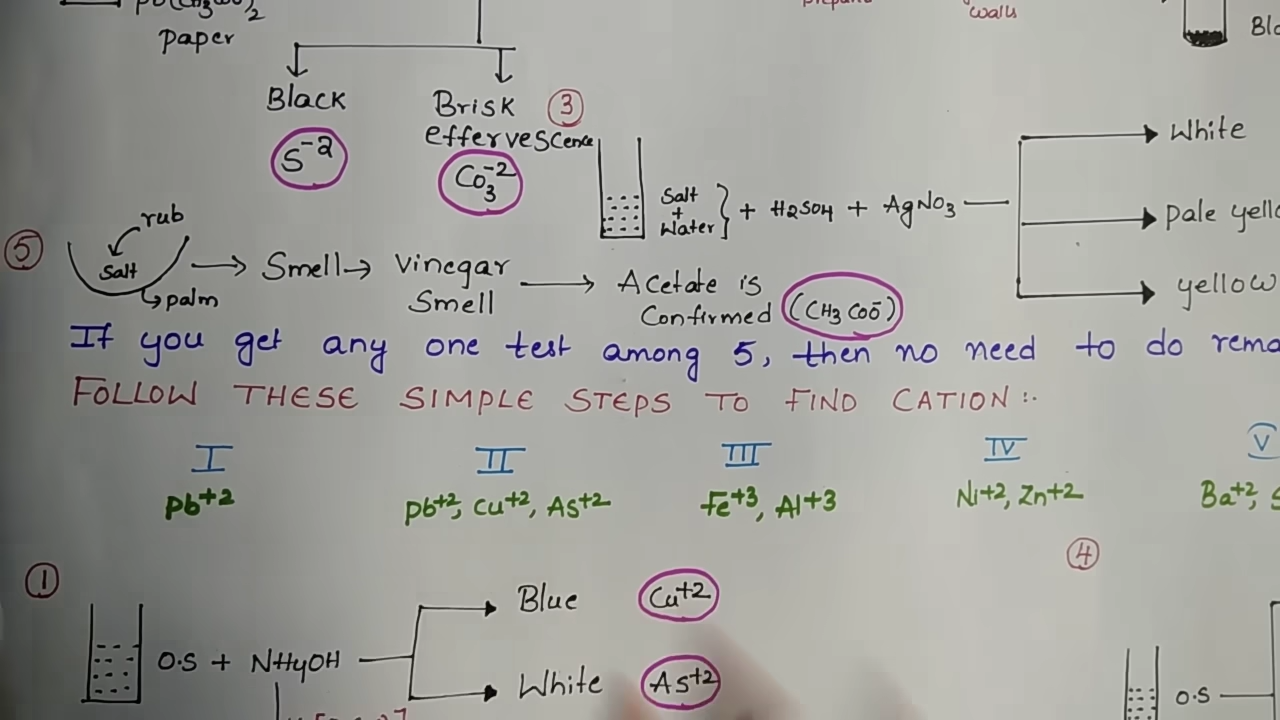 paper
walls
Black
Brisk
effervescence
S-2
Co3-2
③
Salt
+
Water
+ H2SO4 + AgNO3
White
pale yello
yellow
⑤
rub
Salt
palm
Smell
Vinegar
Smell
Acetate is
Confirmed (CH3COO-)
If you get any one test among 5, then no need to do rema
FOLLOW THESE SIMPLE STEPS TO FIND CATION :-
I II III IV V
Pb+2
Pb+2, Cu+2, As+2
Fe+3, Al+3
Ni+2, Zn+2
Ba+2, S
①
O.S + NH4OH
Blue Cu+2
White As+2
④
O.S